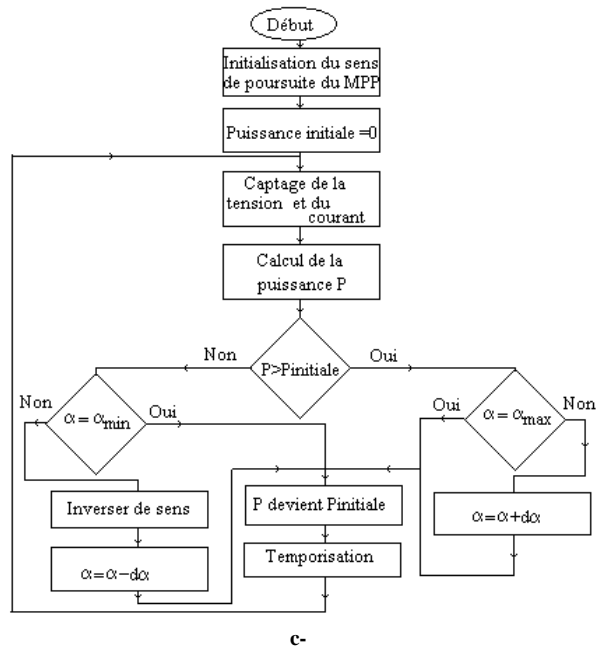 Début
Initialisation du sens
de poursuite du MPP
Puissance initiale =0
Captage de la
tension et du
courant
Calcul de la
puissance P
P>Pinitiale
Non
Oui
α = αmin
Non
Oui
α = αmax
Oui
Non
Inverser de sens
P devient Pinitiale
α=α+dα
α=α−dα
Temporisation
c-